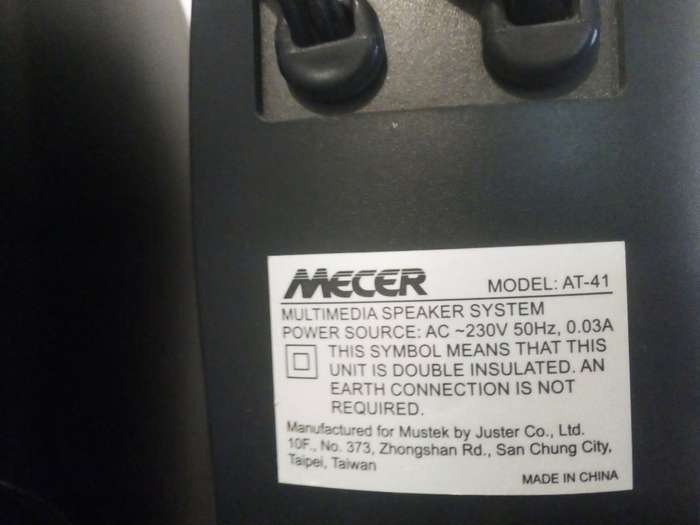 MECER MODEL: AT-41
MULTIMEDIA SPEAKER SYSTEM
POWER SOURCE: AC ~230V 50Hz, 0.03A
THIS SYMBOL MEANS THAT THIS
UNIT IS DOUBLE INSULATED. AN
EARTH CONNECTION IS NOT
REQUIRED.
Manufactured for Mustek by Juster Co., Ltd.
10F., No. 373, Zhongshan Rd., San Chung City,
Taipei, Taiwan
MADE IN CHINA